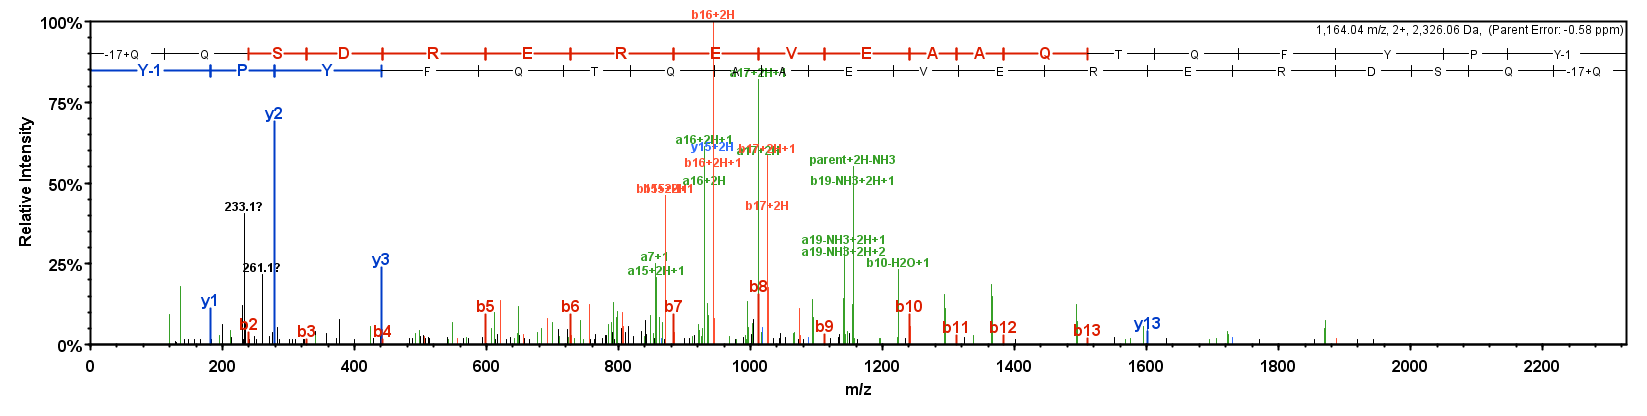 100%
75%
50%
25%
0%
Relative Intensity
1,164.04 m/z, 2+, 2,326.06 Da, (Parent Error: -0.58 ppm)
-17+Q Q S D R E R E V E A A Q T Q F Y P Y-1
Y-1 P Y F Q T Q A A E V E R E R D S Q -17+Q
b16+2H
a17+2H+1
y2
a16+2H+1
y15+2H
b17+2H+1
a17+2H
b16+2H+1
parent+2H-NH3
a16+2H
b19-NH3+2H+1
b15+2H+1
233.1?
b17+2H
a19-NH3+2H+1
a19-NH3+2H+2
a7+1
b10-H2O+1
261.1?
a15+2H+1
y3
y1
b2
b3
b4
b5
b6
b7
b8
b9
b10
b11
b12
b13
y13
0 200 400 600 800 1000 1200 1400 1600 1800 2000 2200
m/z